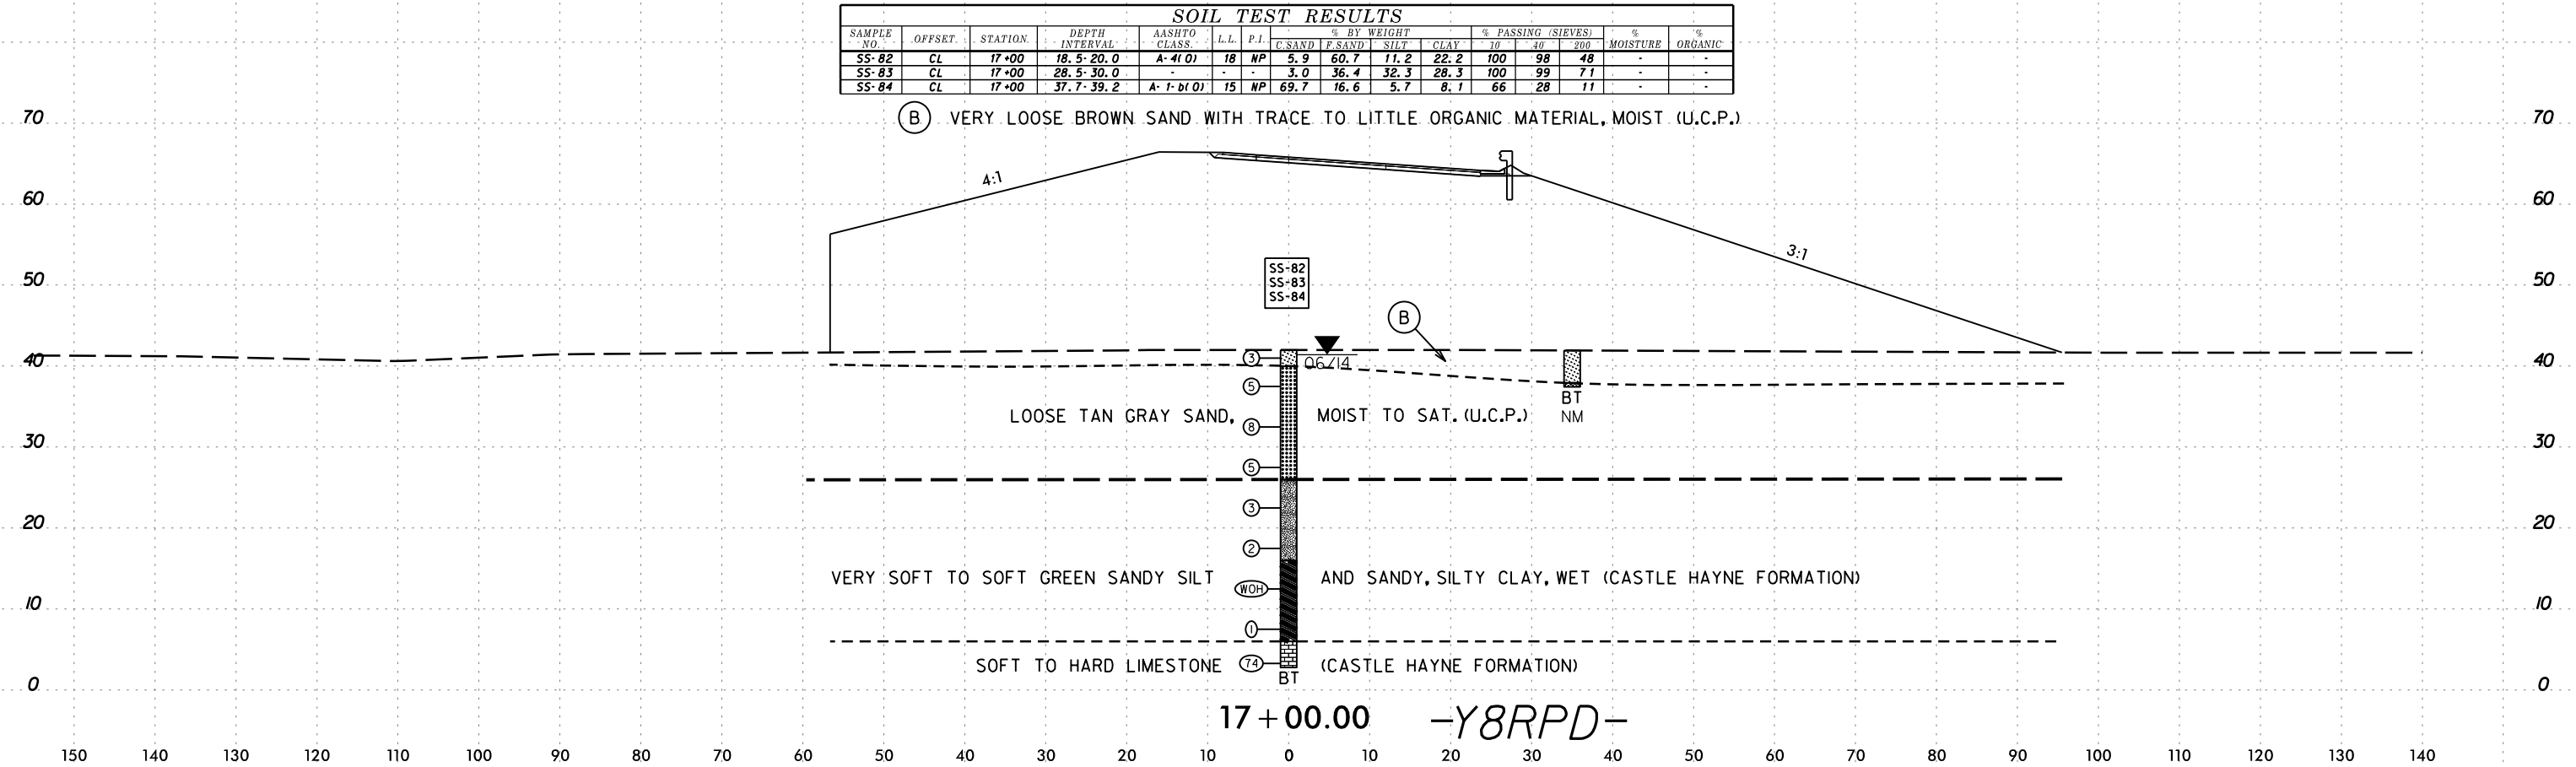 SOIL TEST RESULTS
SAMPLE NO. OFFSET STATION DEPTH INTERVAL AASHTO CLASS. L.L. P.I. % BY WEIGHT % PASSING (SIEVES) % MOISTURE % ORGANIC
C.SAND F.SAND SILT CLAY 10 40 200
SS-82 CL 17+00 18.5-20.0 A-4(0) 18 NP 5.9 60.7 11.2 22.2 100 98 48 - -
SS-83 CL 17+00 28.5-30.0 - - - 3.0 36.4 32.3 28.3 100 99 71 - -
SS-84 CL 17+00 37.7-39.2 A-1-b(0) 15 NP 69.7 16.6 5.7 8.1 66 28 11 - -
70 B VERY LOOSE BROWN SAND WITH TRACE TO LITTLE ORGANIC MATERIAL, MOIST (U.C.P.) 70
4:1
60 60
3:1
SS-82
50 SS-83 50
SS-84
B
3
40 06/14 40
5
BT
LOOSE TAN GRAY SAND, MOIST TO SAT. (U.C.P.) NM
8
30 30
5
3
20 20
2
VERY SOFT TO SOFT GREEN SANDY SILT AND SANDY, SILTY CLAY, WET (CASTLE HAYNE FORMATION)
WOH
10 10
1
SOFT TO HARD LIMESTONE 74 (CASTLE HAYNE FORMATION)
BT
0 0
17+00.00 -Y8RPD-
150 140 130 120 110 100 90 80 70 60 50 40 30 20 10 0 10 20 30 40 50 60 70 80 90 100 110 120 130 140